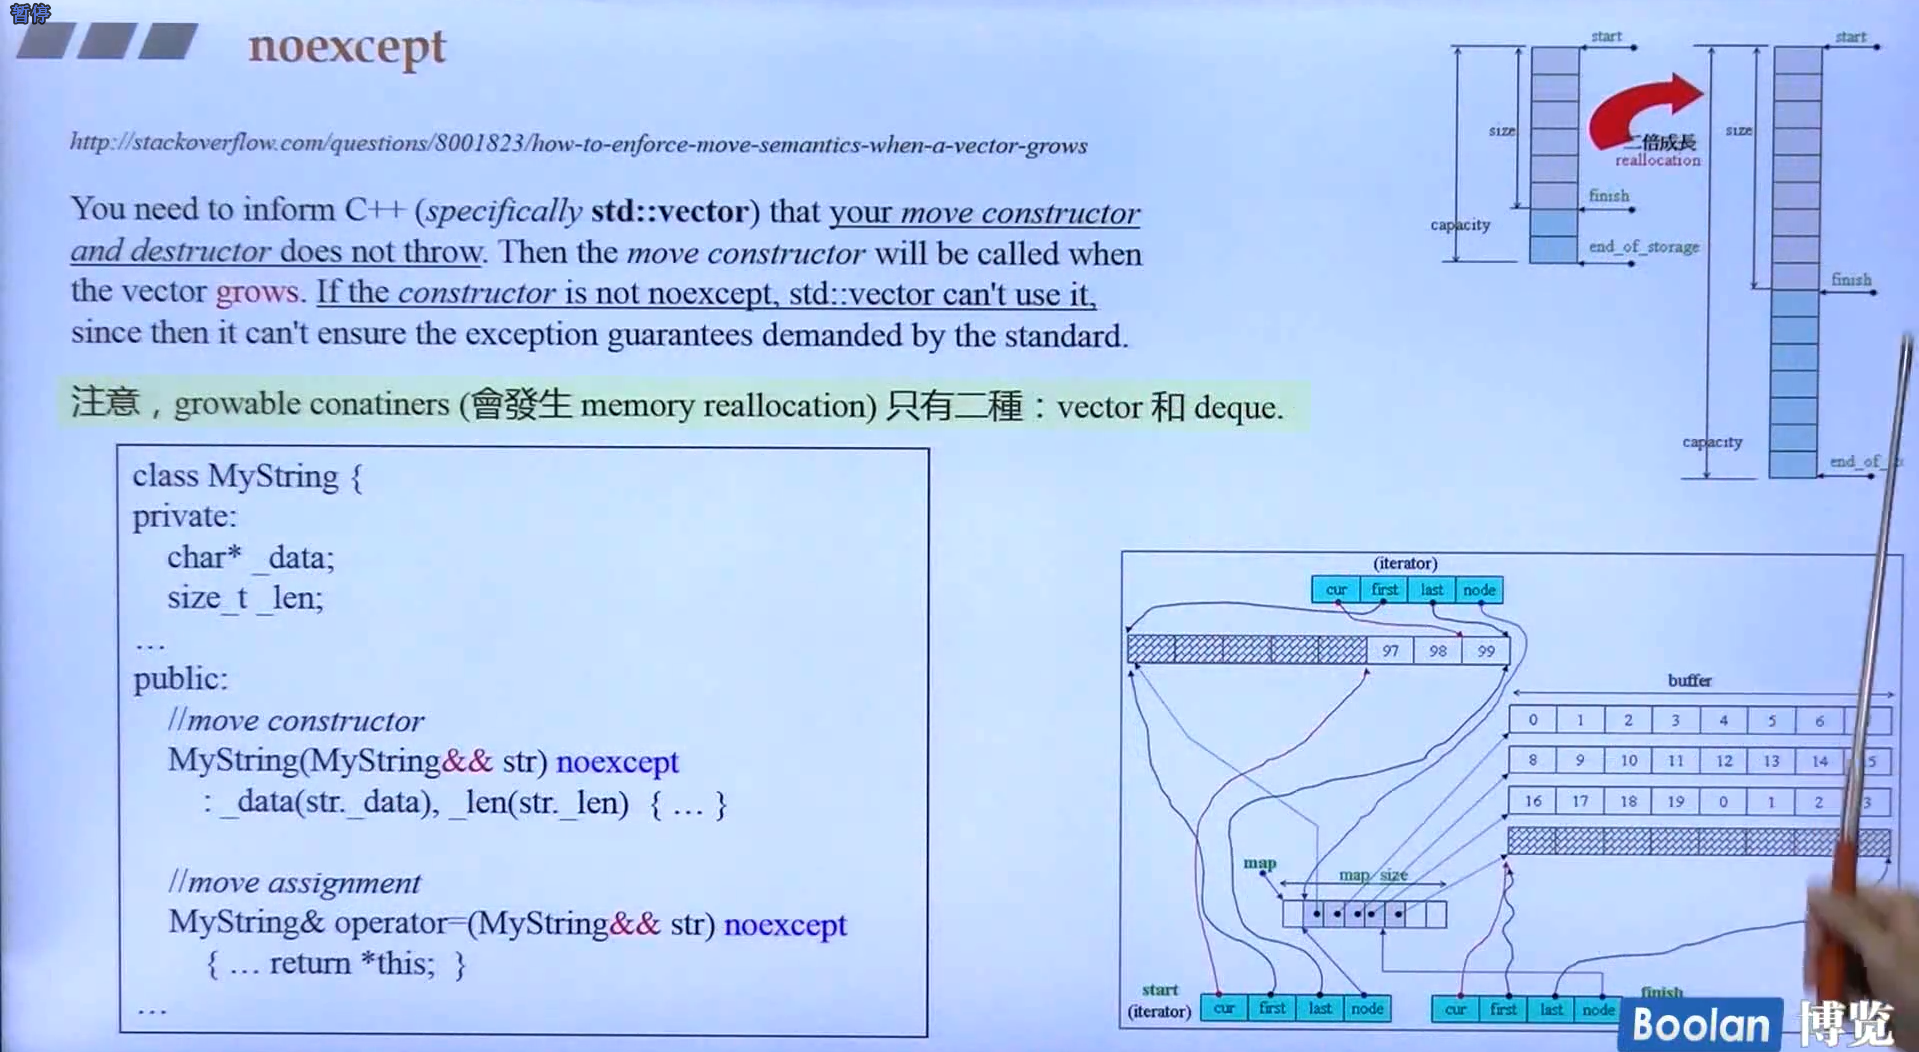 暂停
noexcept
http://stackoverflow.com/questions/8001823/how-to-enforce-move-semantics-when-a-vector-grows
You need to inform C++ (specifically std::vector) that your move constructor
and destructor does not throw. Then the move constructor will be called when
the vector grows. If the constructor is not noexcept, std::vector can't use it,
since then it can't ensure the exception guarantees demanded by the standard.
注意，growable conatiners (會發生 memory reallocation) 只有二種：vector 和 deque.
class MyString {
private:
char* _data;
size_t _len;
...
public:
//move constructor
MyString(MyString&& str) noexcept
: _data(str._data), _len(str._len) { ... }
//move assignment
MyString& operator=(MyString&& str) noexcept
{ ... return *this; }
...
start
size
finish
capacity
end_of_storage
二倍成長
reallocation
start
size
finish
capacity
end_of_
(iterator)
cur first last node
97 98 99
buffer
0 1 2 3 4 5 6
8 9 10 11 12 13 14 15
16 17 18 19 0 1 2 3
map
map_size
start
(iterator)
cur first last node
finish
cur first last node
Boolan 博览